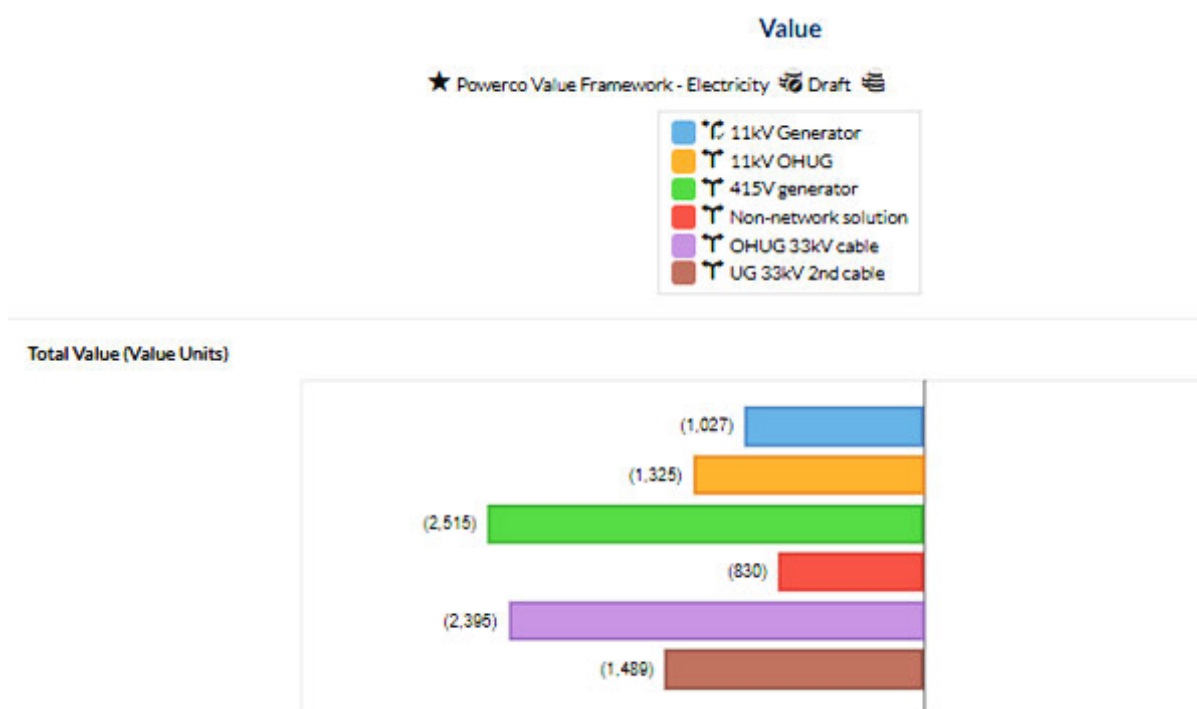 Value
Powerco Value Framework - Electricity Draft
11kV Generator
11kV OHUG
415V generator
Non-network solution
OHUG 33kV cable
UG 33kV 2nd cable
Total Value (Value Units)
(1,027)
(1,325)
(2,515)
(830)
(2,395)
(1,489)